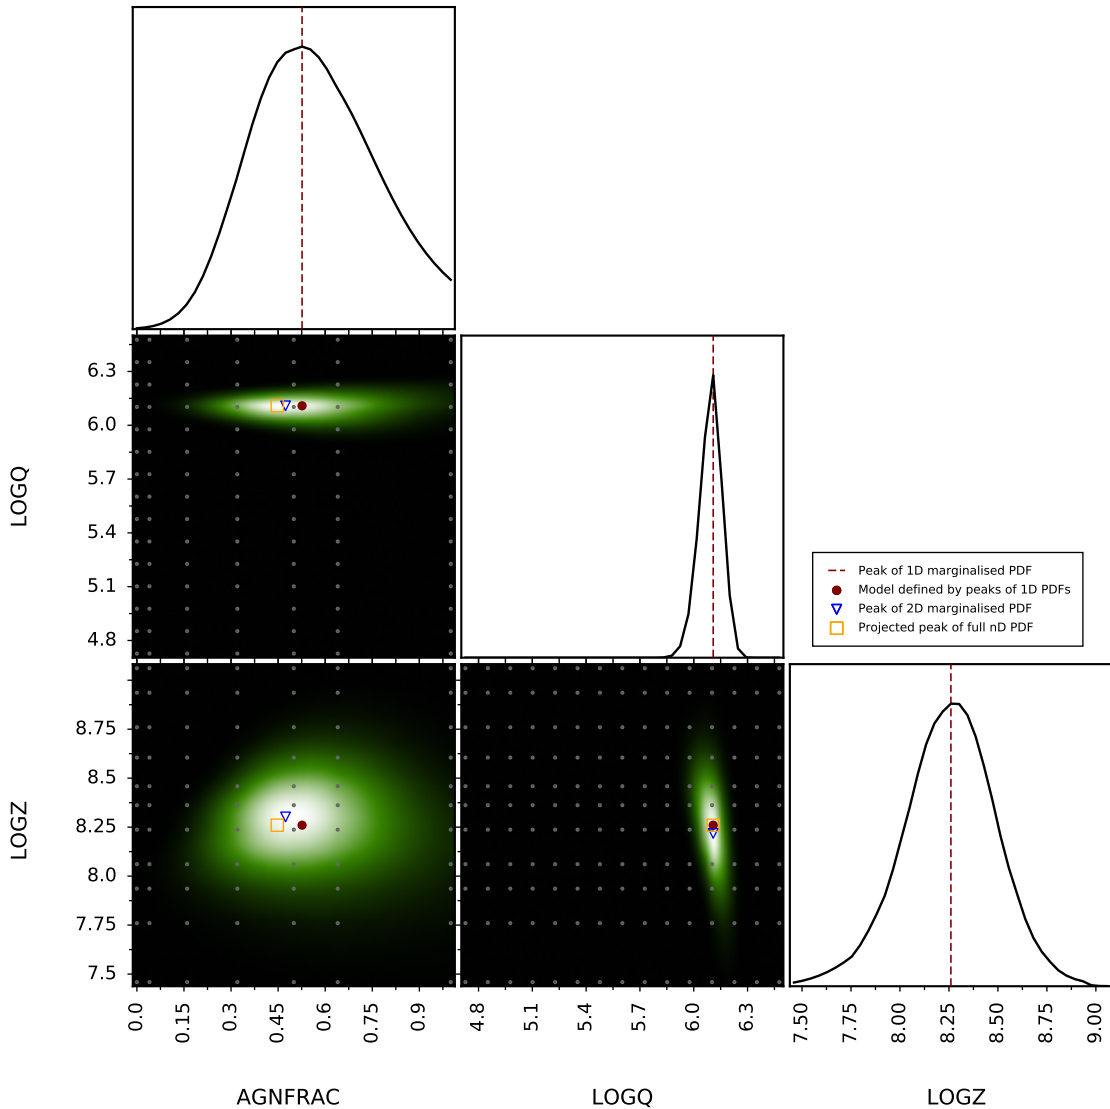 6.3
6.0
5.7
5.4
5.1
4.8
LOGQ
Peak of 1D marginalised PDF
Model defined by peaks of 1D PDFs
Peak of 2D marginalised PDF
Projected peak of full nD PDF
8.75
8.5
8.25
8.0
7.75
7.5
LOGZ
0.0 0.15 0.3 0.45 0.6 0.75 0.9
4.8 5.1 5.4 5.7 6.0 6.3
7.50 7.75 8.00 8.25 8.50 8.75 9.00
AGNFRAC
LOGQ
LOGZ